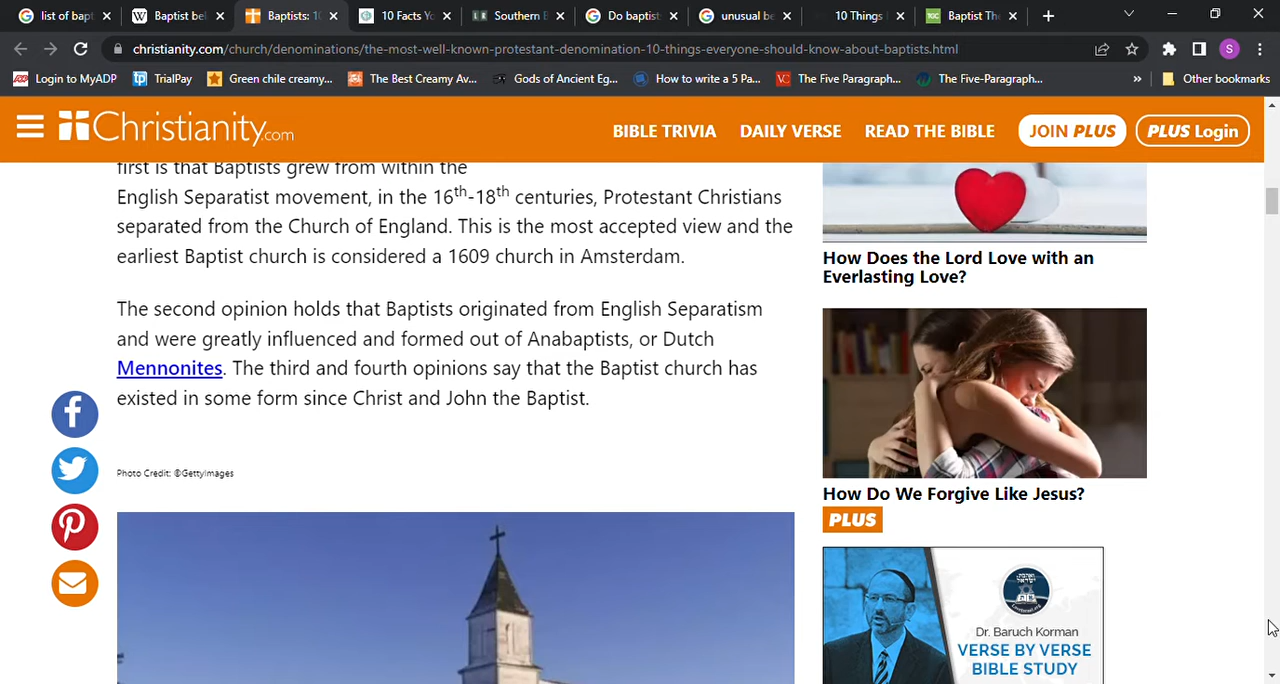 list of bapt
Baptist be
Baptists: 1
10 Facts Yo
Southern B
Do baptist
unusual be
10 Things
Baptist The
christianity.com/church/denominations/the-most-well-known-protestant-denomination-10-things-everyone-should-know-about-baptists.html
S
Login to MyADP
TrialPay
Green chile creamy...
The Best Creamy Av...
Gods of Ancient Eg...
How to write a 5 Pa...
The Five Paragraph...
The Five-Paragraph...
»
Other bookmarks
Christianity.com
BIBLE TRIVIA
DAILY VERSE
READ THE BIBLE
JOIN PLUS
PLUS Login
first is that Baptists grew from within the
English Separatist movement, in the 16th-18th centuries, Protestant Christians
separated from the Church of England. This is the most accepted view and the
earliest Baptist church is considered a 1609 church in Amsterdam.
The second opinion holds that Baptists originated from English Separatism
and were greatly influenced and formed out of Anabaptists, or Dutch
Mennonites. The third and fourth opinions say that the Baptist church has
existed in some form since Christ and John the Baptist.
Photo Credit: ©GettyImages
How Does the Lord Love with an
Everlasting Love?
How Do We Forgive Like Jesus?
PLUS
Dr. Baruch Korman
VERSE BY VERSE
BIBLE STUDY